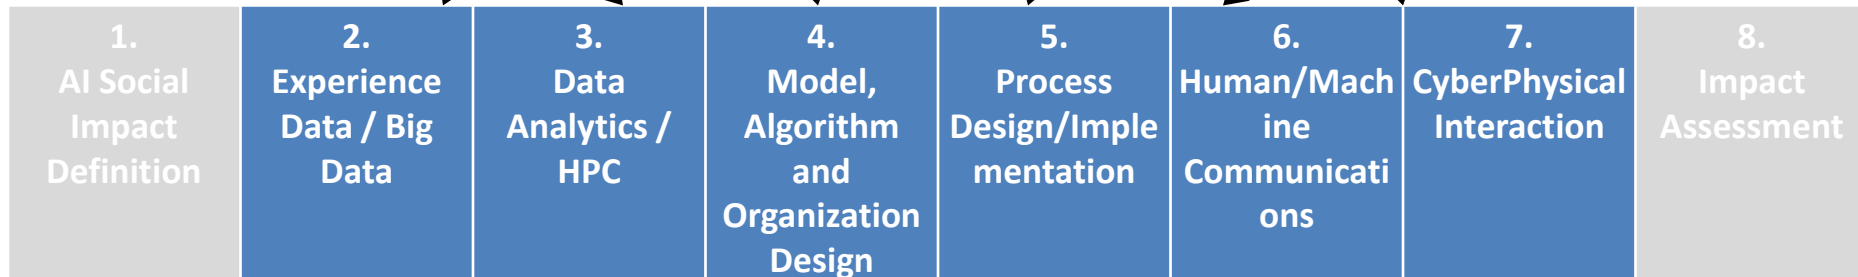 1.
AI Social
Impact
Definition
2.
Experience
Data / Big
Data
3.
Data
Analytics /
HPC
4.
Model,
Algorithm
and
Organization
Design
5.
Process
Design/Imple
mentation
6.
Human/Mach
ine
Communicati
ons
7.
CyberPhysical
Interaction
8.
Impact
Assessment